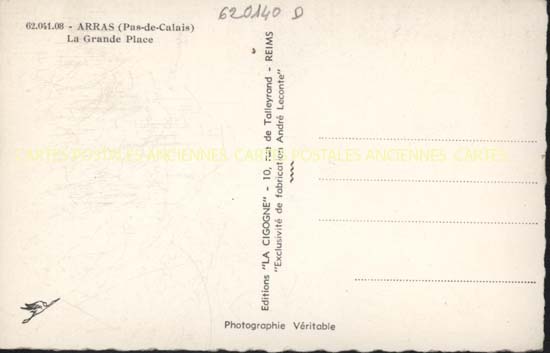 620140 D
62.041.08 - ARRAS (Pas-de-Calais)
La Grande Place
Editions "LA CIGOGNE" - 10, rue de Talleyrand - REIMS
"Exclusivité de fabrication André Leconte"
CARTES POSTALES ANCIENNES CARTES POSTALES ANCIENNES CARTES
Photographie Véritable